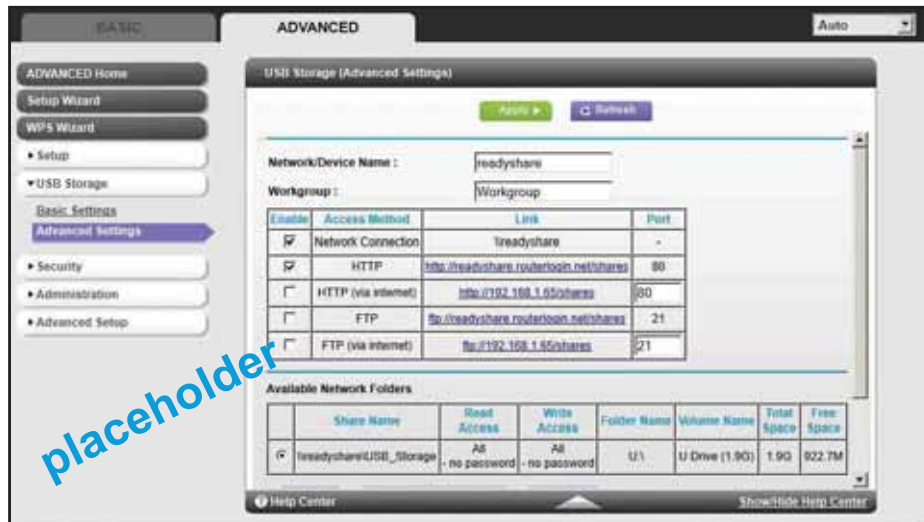 BASIC
ADVANCED
Auto
ADVANCED Home
Setup Wizard
WPS Wizard
Setup
USB Storage
Basic Settings
Advanced Settings
Security
Administration
Advanced Setup
USB Storage (Advanced Settings)
Apply
Refresh
Network/Device Name : readyshare
Workgroup : Workgroup
Enable Access Method Link Port
Network Connection \\readyshare -
HTTP http://readyshare.routerlogin.net/shares 80
HTTP (via internet) http://192.168.1.65/shares 80
FTP ftp://readyshare.routerlogin.net/shares 21
FTP (via internet) ftp://192.168.1.65/shares 21
Available Network Folders
Share Name Read Access Write Access Folder Name Volume Name Total Space Free Space
\\readyshare\USB_Storage All - no password All - no password U:\ U Drive (1.9G) 1.9G 922.7M
Help Center
Show/Hide Help Center
placeholder